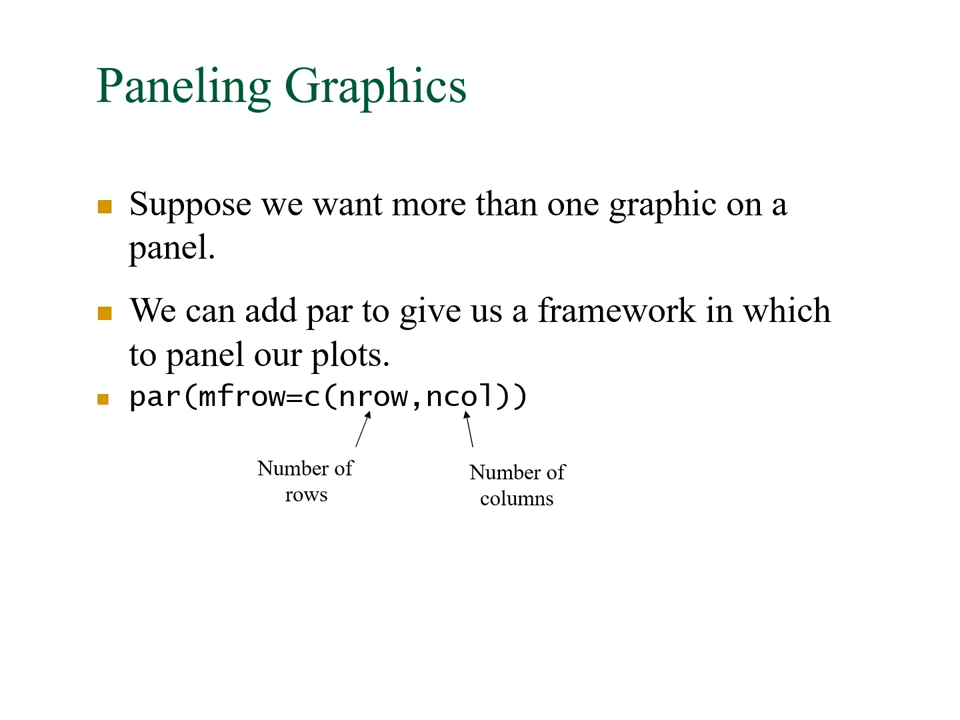 Paneling Graphics
Suppose we want more than one graphic on a
panel.
We can add par to give us a framework in which
to panel our plots.
par(mfrow=c(nrow,ncol))
Number of
rows
Number of
columns